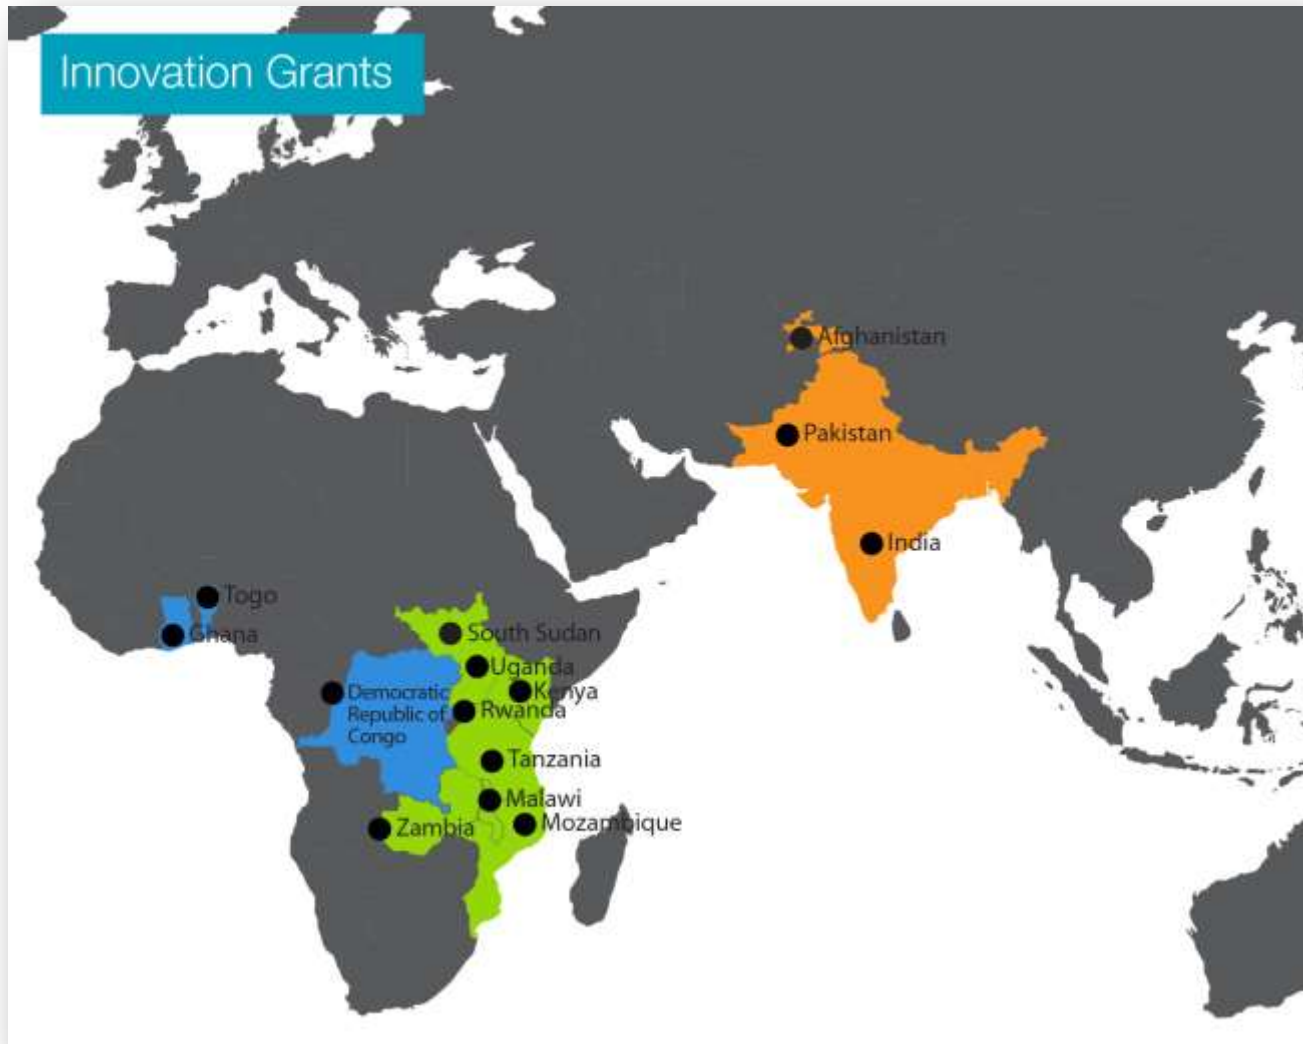 Innovation Grants
Afghanistan
Pakistan
India
Togo
Ghana
South Sudan
Uganda
Democratic
Republic of
Congo
Kenya
Rwanda
Tanzania
Malawi
Mozambique
Zambia